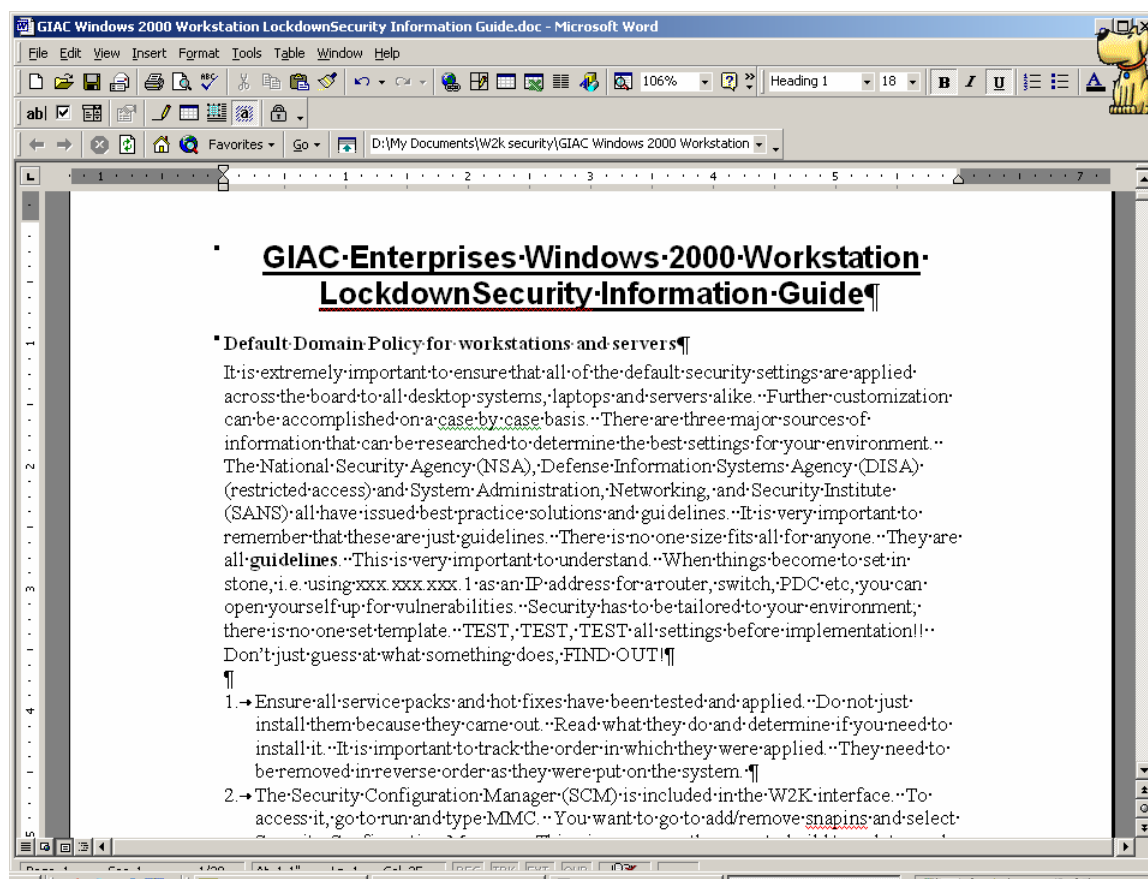 GIAC Windows 2000 Workstation LockdownSecurity Information Guide.doc - Microsoft Word
File Edit View Insert Format Tools Table Window Help
106% Heading 1 18 B I U A
ab|
Favorites Go D:\My Documents\W2k security\GIAC Windows 2000 Workstation
1 1 2 3 4 5 7
GIAC Enterprises Windows 2000 Workstation
LockdownSecurity Information Guide¶
Default Domain Policy for workstations and servers¶
It is extremely important to ensure that all of the default security settings are applied
across the board to all desktop systems, laptops and servers alike. Further customization
can be accomplished on a case by case basis. There are three major sources of
information that can be researched to determine the best settings for your environment.
The National Security Agency (NSA), Defense Information Systems Agency (DISA)
(restricted access) and System Administration, Networking, and Security Institute
(SANS) all have issued best practice solutions and guidelines. It is very important to
remember that these are just guidelines. There is no one size fits all for anyone. They are
all guidelines. This is very important to understand. When things become to set in
stone, i.e. using xxx.xxx.xxx.1 as an IP address for a router, switch, PDC etc, you can
open yourself up for vulnerabilities. Security has to be tailored to your environment;
there is no one set template. TEST, TEST, TEST all settings before implementation!!
Don't just guess at what something does, FIND OUT!¶
¶
1. Ensure all service packs and hot fixes have been tested and applied. Do not just
install them because they came out. Read what they do and determine if you need to
install it. It is important to track the order in which they were applied. They need to
be removed in reverse order as they were put on the system. ¶
2. The Security Configuration Manager (SCM) is included in the W2K interface. To
access it, go to run and type MMC. You want to go to add/remove snapins and select